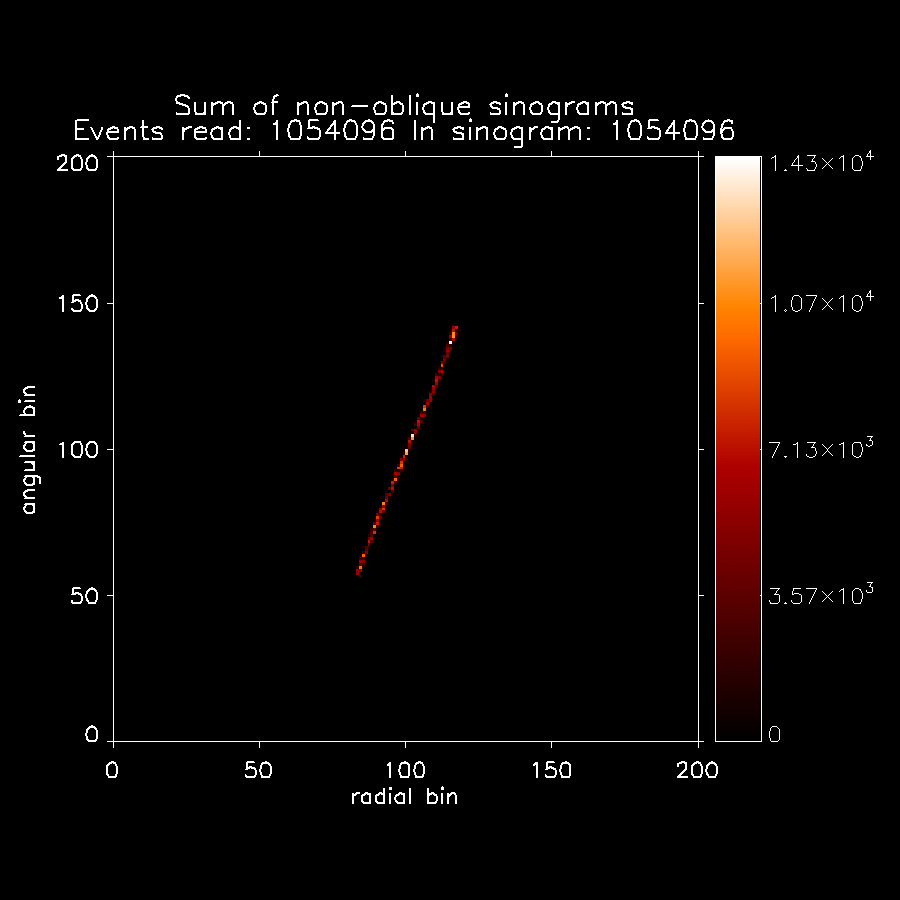 Sum of non-oblique sinograms
Events read: 1054096 In sinogram: 1054096
200
150
100
50
0
angular bin
0 50 100 150 200
radial bin
1.43×10⁴
1.07×10⁴
7.13×10³
3.57×10³
0